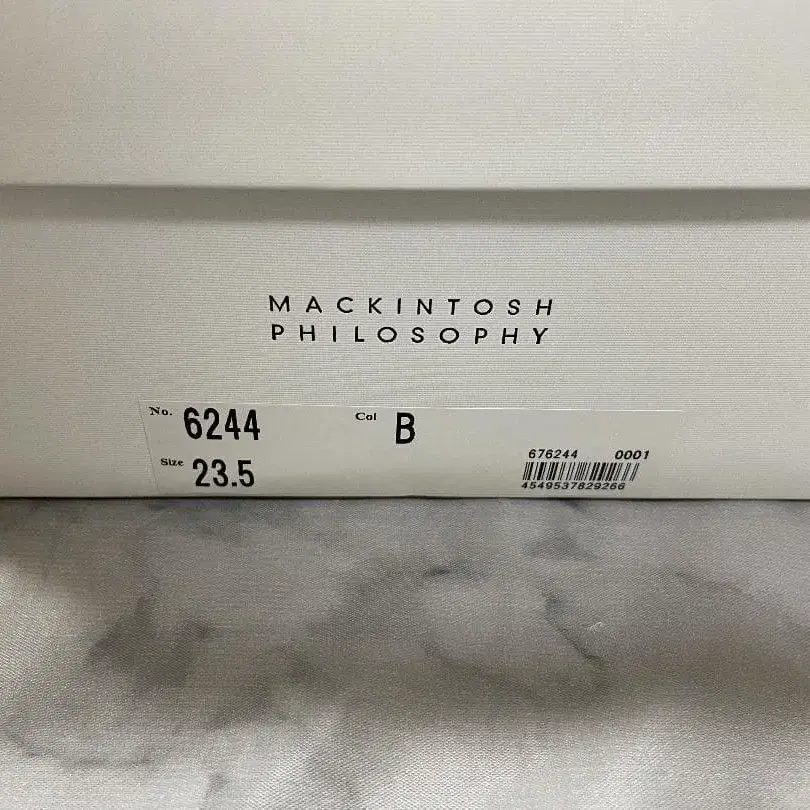 MACKINTOSH
PHILOSOPHY
No. 6244 Col B
Size 23.5
676244 0001
4549537829266